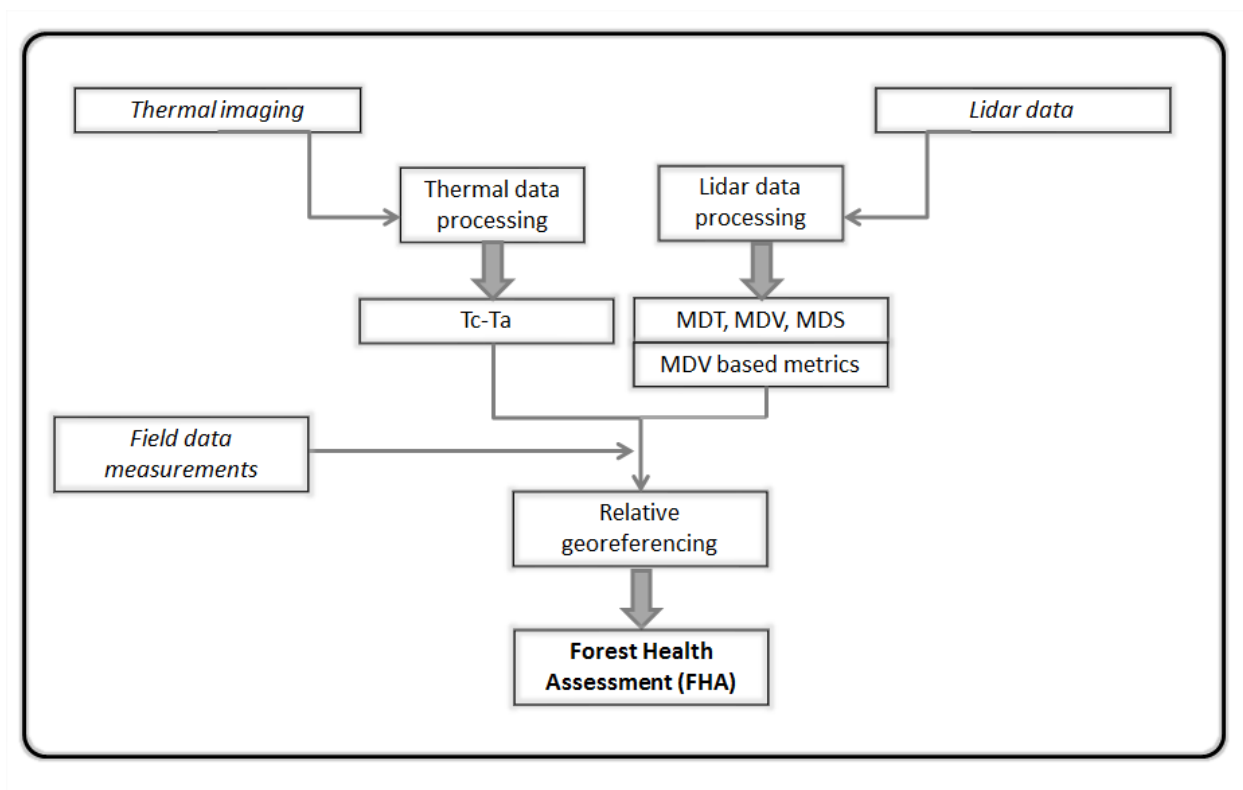 Thermal imaging
Lidar data
Thermal data
processing
Lidar data
processing
Tc-Ta
MDT, MDV, MDS
MDV based metrics
Field data
measurements
Relative
georeferencing
Forest Health
Assessment (FHA)